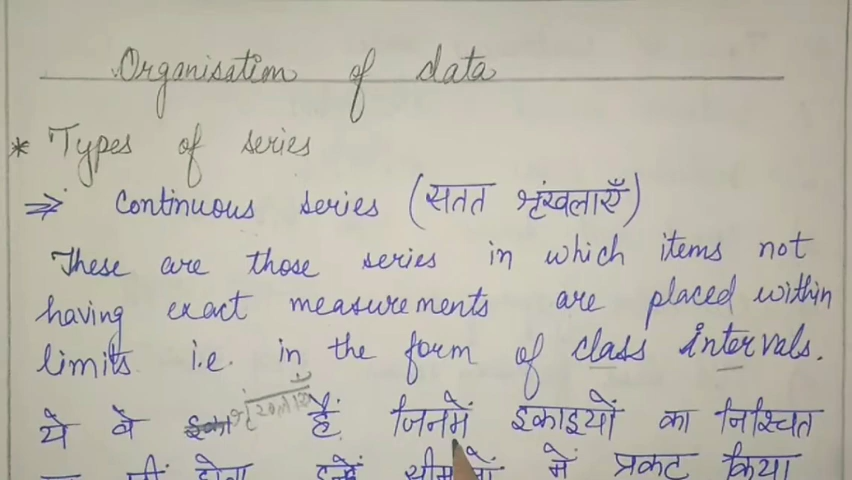 Organisation of data
* Types of series
⇒ Continuous series (सतत श्रृंखलाएँ)
These are those series in which items not
having exact measurements are placed within
limits i.e. in the form of class intervals.
ये वे श्रृंखलाएं हैं जिनमें इकाइयों का निश्चित
होता में प्रकट किया